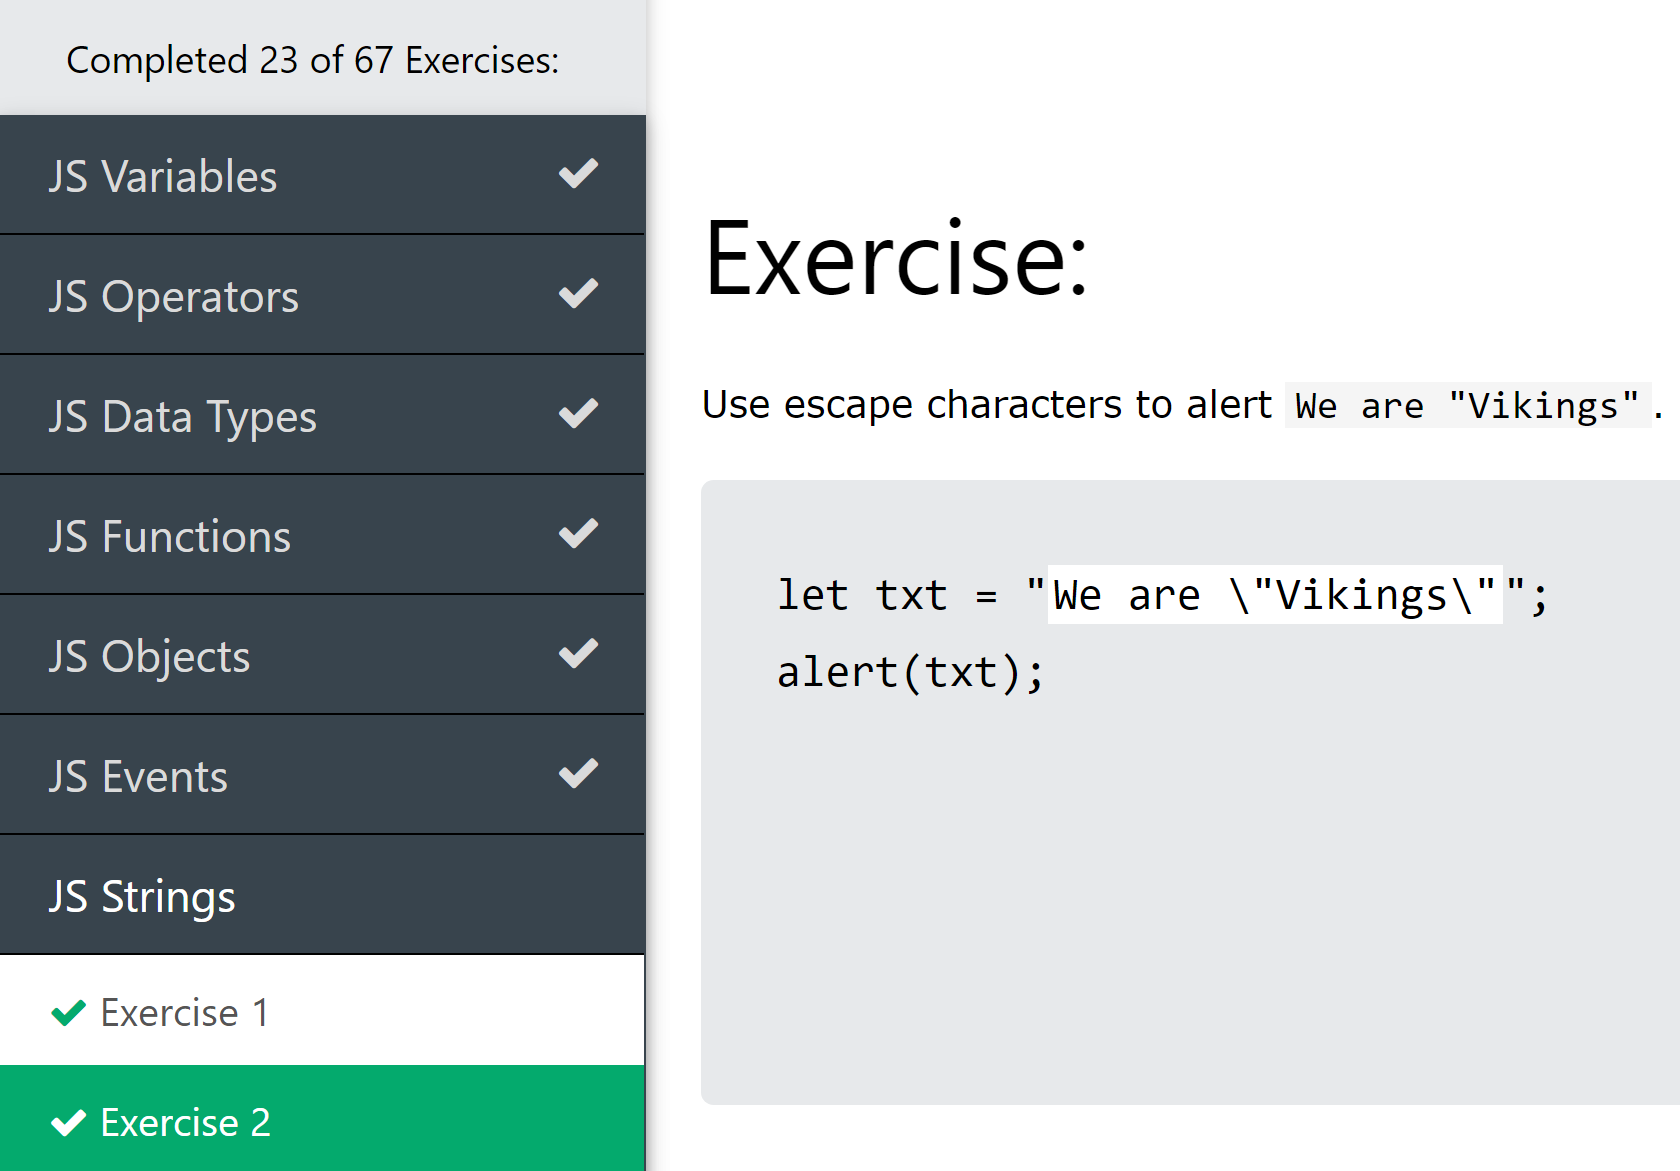 Completed 23 of 67 Exercises:
JS Variables
JS Operators
JS Data Types
JS Functions
JS Objects
JS Events
JS Strings
Exercise 1
Exercise 2
Exercise:
Use escape characters to alert We are "Vikings".
let txt = "We are \"Vikings\"";
alert(txt);